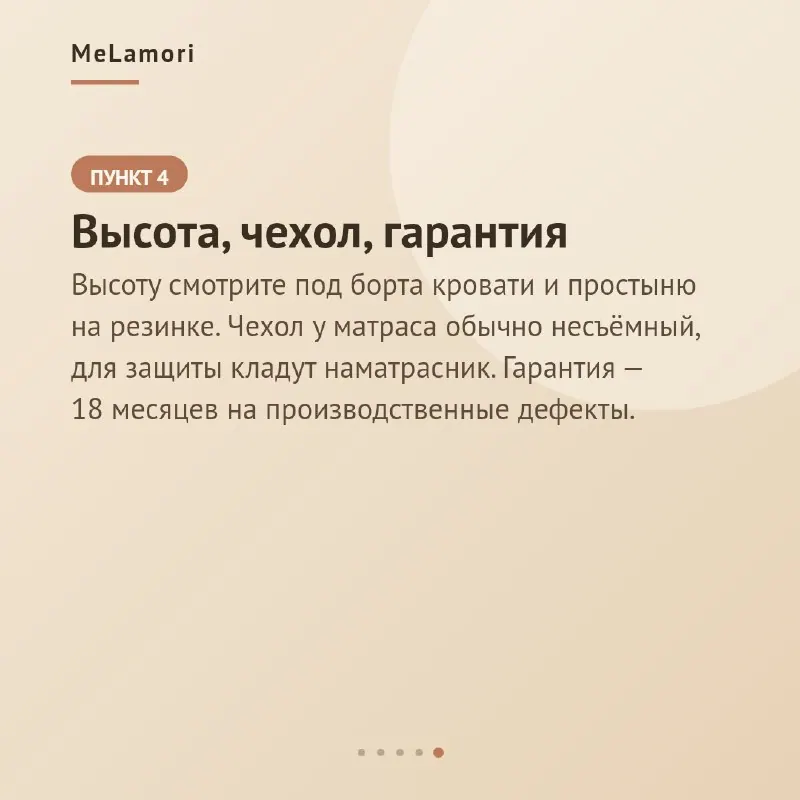 MeLamori
ПУНКТ 4
Высота, чехол, гарантия
Высоту смотрите под борта кровати и простыню
на резинке. Чехол у матраса обычно несъёмный,
для защиты кладут наматрасник. Гарантия —
18 месяцев на производственные дефекты.